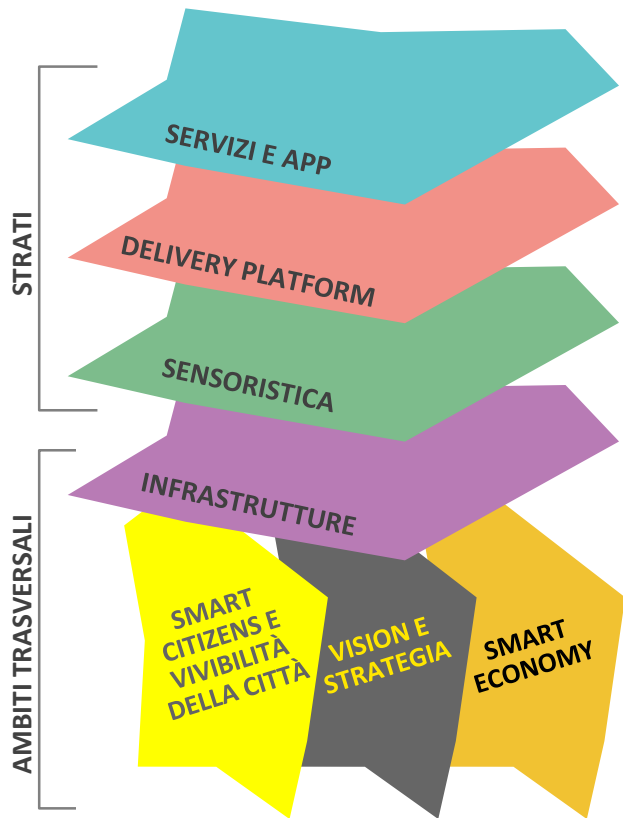 STRATI
SERVIZI E APP
DELIVERY PLATFORM
SENSORISTICA
INFRASTRUTTURE
AMBITI TRASVERSALI
SMART
CITIZENS E
VIVIBILITÀ
DELLA CITTÀ
VISION E
STRATEGIA
SMART
ECONOMY